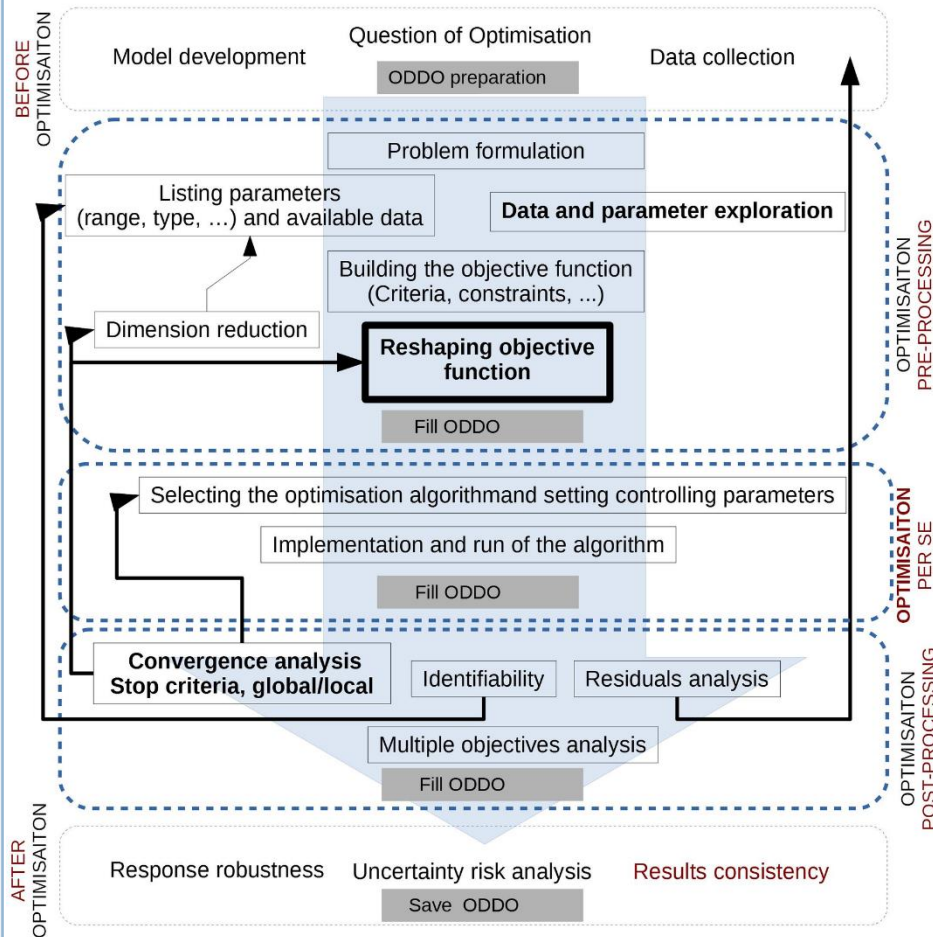 BEFORE
OPTIMISAITON
Question of Optimisation
Model development
Data collection
ODDO preparation
Problem formulation
Listing parameters
(range, type, ...) and available data
Data and parameter exploration
Building the objective function
(Criteria, constraints, ...)
Dimension reduction
Reshaping objective
function
Fill ODDO
OPTIMISAITON
PRE-PROCESSING
Selecting the optimisation algorithmand setting controlling parameters
Implementation and run of the algorithm
Fill ODDO
OPTIMISAITON
PER SE
Convergence analysis
Stop criteria, global/local
Identifiability
Residuals analysis
Multiple objectives analysis
Fill ODDO
OPTIMISAITON
POST-PROCESSING
AFTER
OPTIMISAITON
Response robustness
Uncertainty risk analysis
Results consistency
Save ODDO